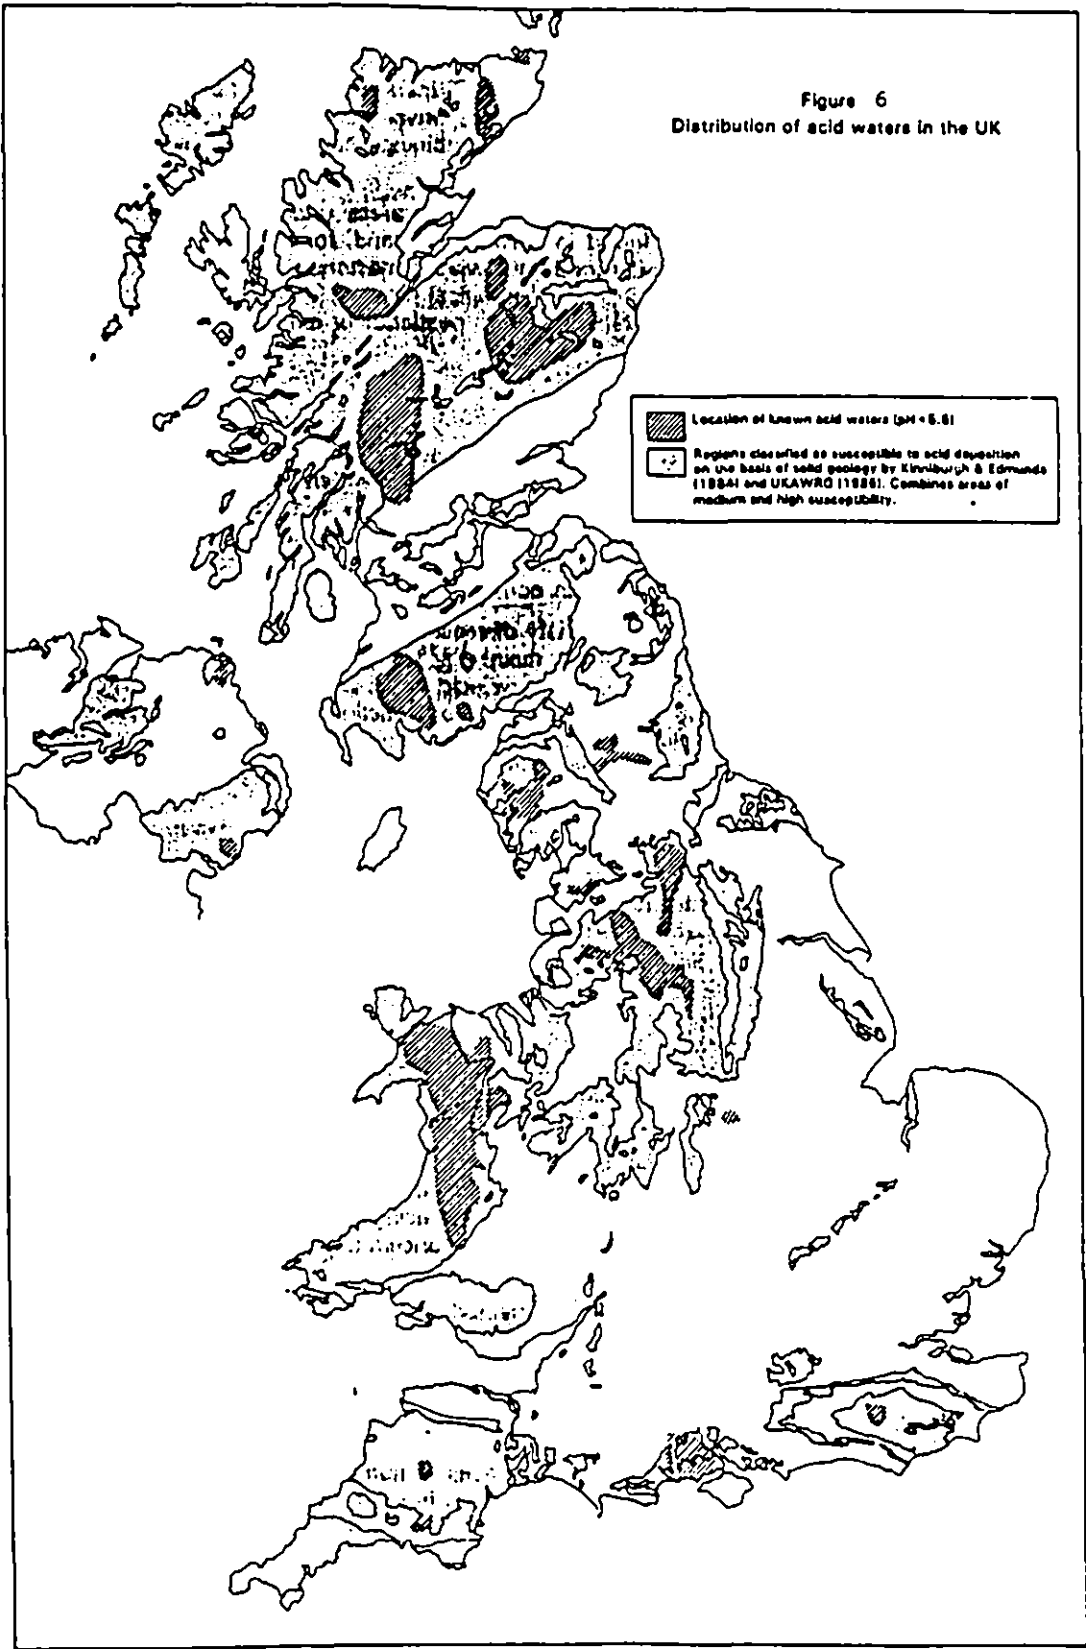 Figure 6
Distribution of acid waters in the UK
Location of known acid waters (pH <5.6)
Regions classified as susceptible to acid deposition
on the basis of solid geology by Kinniburgh & Edmunds
(1984) and UKAWRG (1986). Combines areas of
medium and high susceptibility.